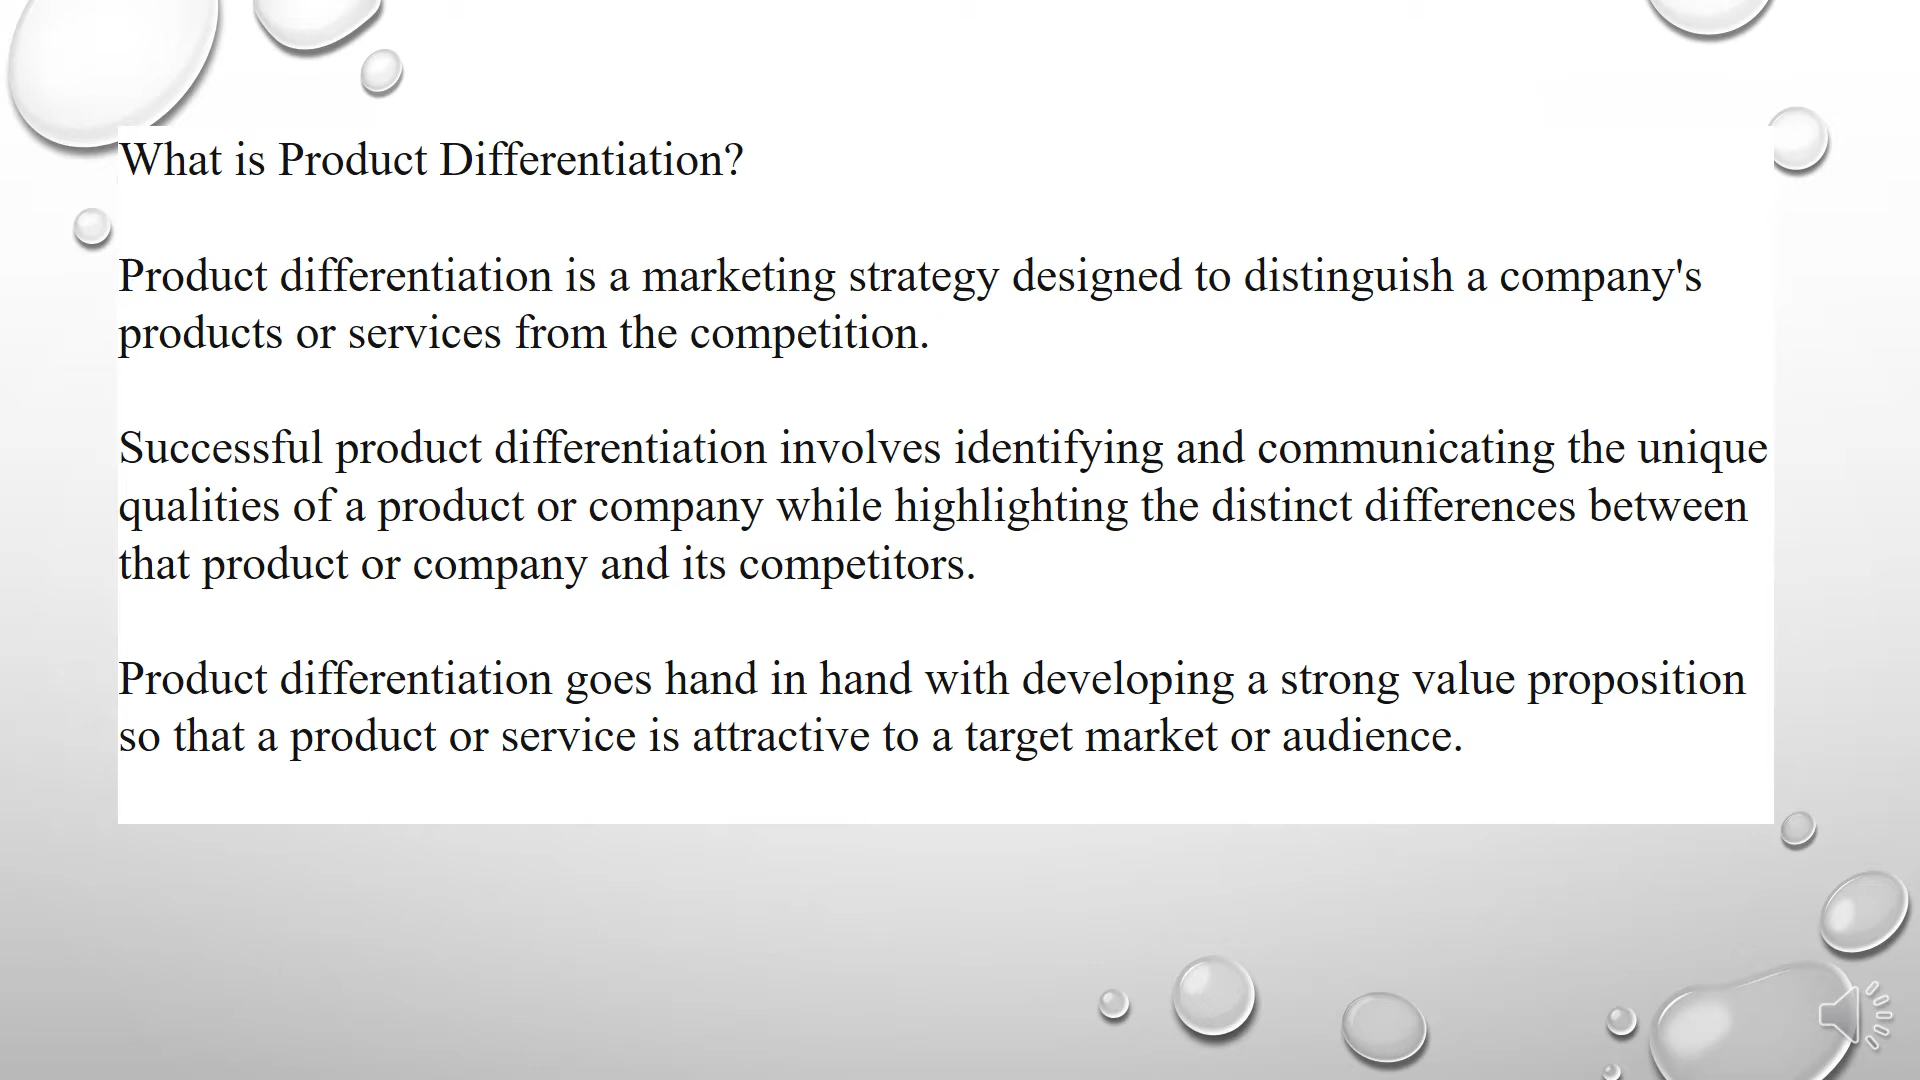 What is Product Differentiation?
Product differentiation is a marketing strategy designed to distinguish a company's
products or services from the competition.
Successful product differentiation involves identifying and communicating the unique
qualities of a product or company while highlighting the distinct differences between
that product or company and its competitors.
Product differentiation goes hand in hand with developing a strong value proposition
so that a product or service is attractive to a target market or audience.